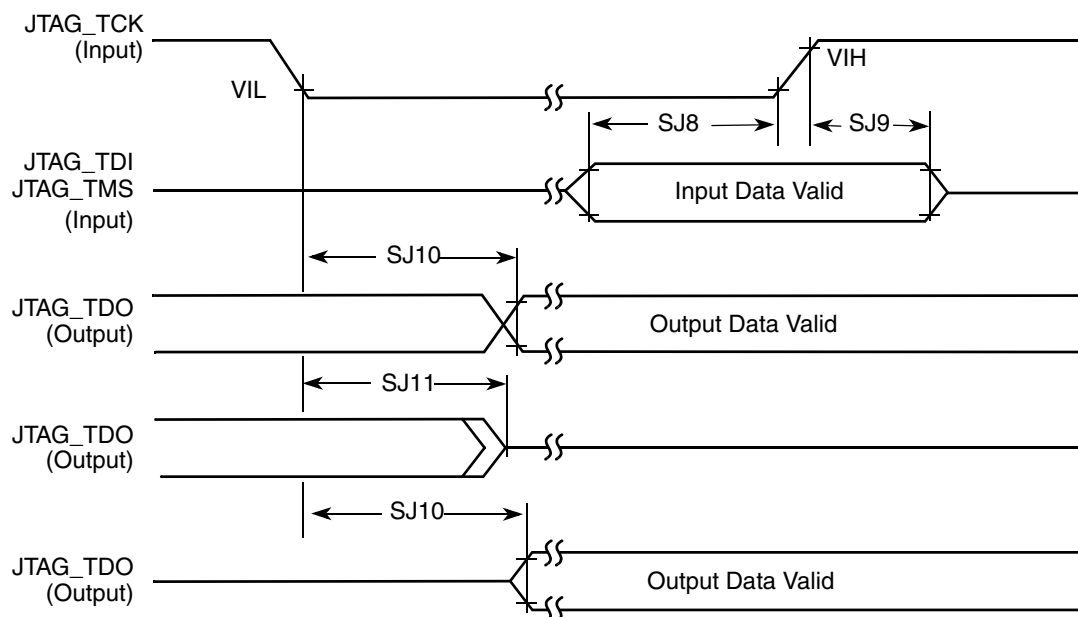 JTAG_TCK
(Input)
VIH
VIL
SJ8
SJ9
JTAG_TDI
JTAG_TMS
(Input)
Input Data Valid
SJ10
JTAG_TDO
(Output)
Output Data Valid
SJ11
JTAG_TDO
(Output)
SJ10
JTAG_TDO
(Output)
Output Data Valid